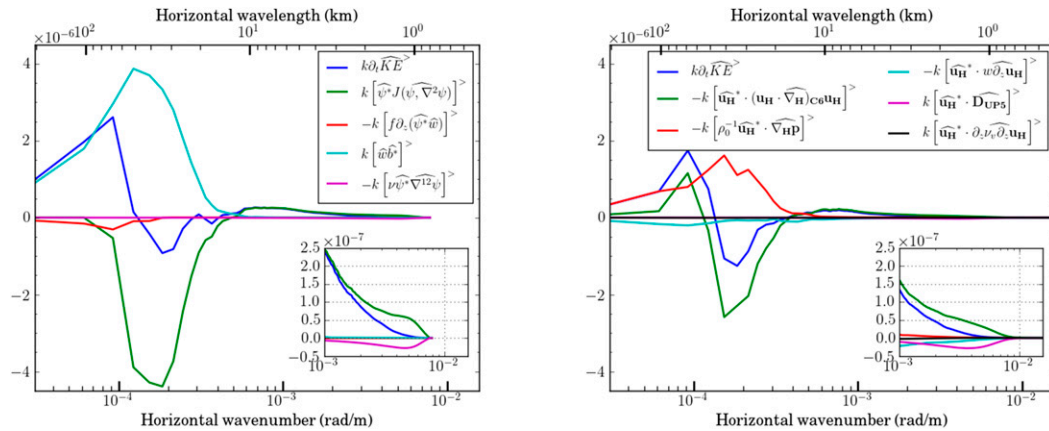 Horizontal wavelength (km)
10¹
10⁰
×10⁻⁶
4
2
0
−2
−4
10⁻⁴
10⁻³
10⁻²
Horizontal wavenumber (rad/m)
k∂ₜK̂E^>
k[ψ̂*Ĵ(ψ, ∇²ψ)]^>
−k[f∂_z(ψ̂*ŵ)]^>
k[ŵb̂*]^>
−k[νψ̂*∇̂¹²ψ]^>
×10⁻⁷
2.5
2.0
1.5
1.0
0.5
0.0
−0.5
10⁻³
10⁻²
Horizontal wavelength (km)
10¹
10⁰
×10⁻⁶
4
2
0
−2
−4
10⁻⁴
10⁻³
10⁻²
Horizontal wavenumber (rad/m)
k∂ₜK̂E^>
−k[û_H* · (u_H · ∇̂_H)_C6 u_H]^>
−k[ρ₀⁻¹û_H* · ∇̂_H p]^>
−k[û_H* · w∂̂_z u_H]^>
k[û_H* · D̂_UP5]^>
k[û_H* · ∂_zν_v∂̂_z u_H]^>
×10⁻⁷
2.5
2.0
1.5
1.0
0.5
0.0
−0.5
10⁻³
10⁻²